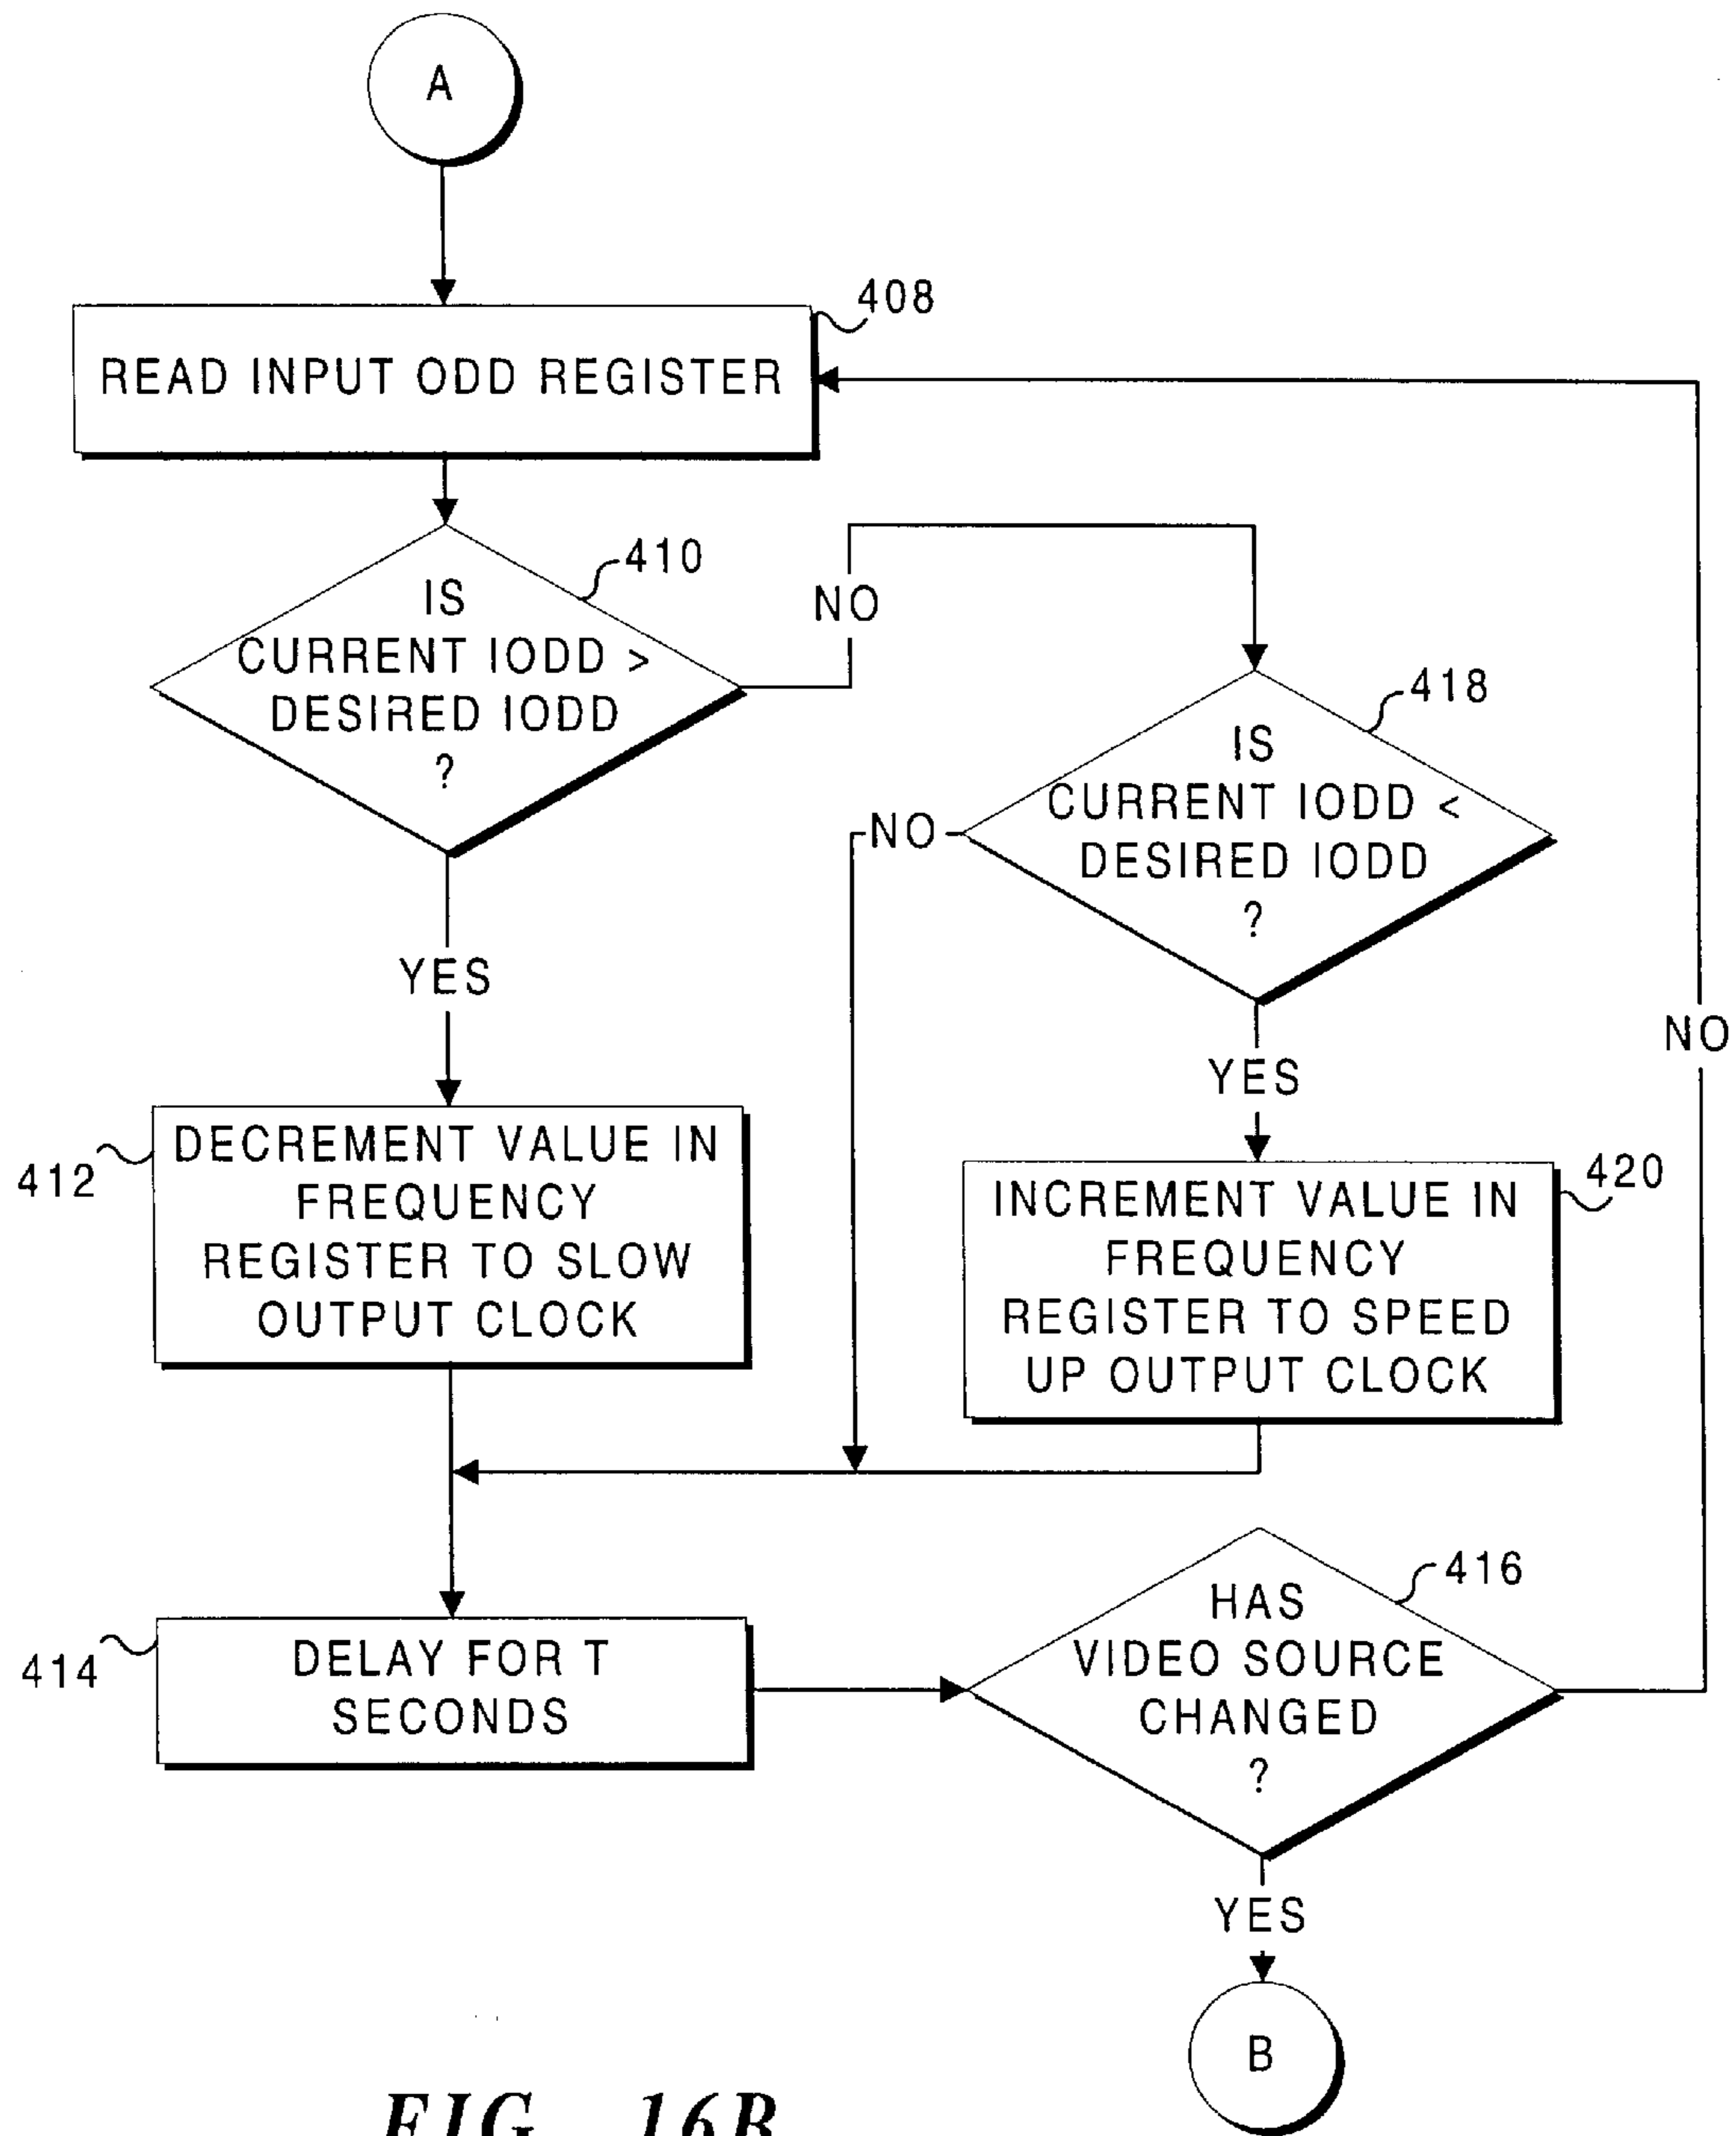 A
408
READ INPUT ODD REGISTER
410
IS
CURRENT IODD >
DESIRED IODD
?
NO
418
IS
CURRENT IODD <
DESIRED IODD
?
NO
YES
YES
NO
412
DECREMENT VALUE IN
FREQUENCY
REGISTER TO SLOW
OUTPUT CLOCK
420
INCREMENT VALUE IN
FREQUENCY
REGISTER TO SPEED
UP OUTPUT CLOCK
414
DELAY FOR T
SECONDS
416
HAS
VIDEO SOURCE
CHANGED
?
YES
B
FIG. 16B